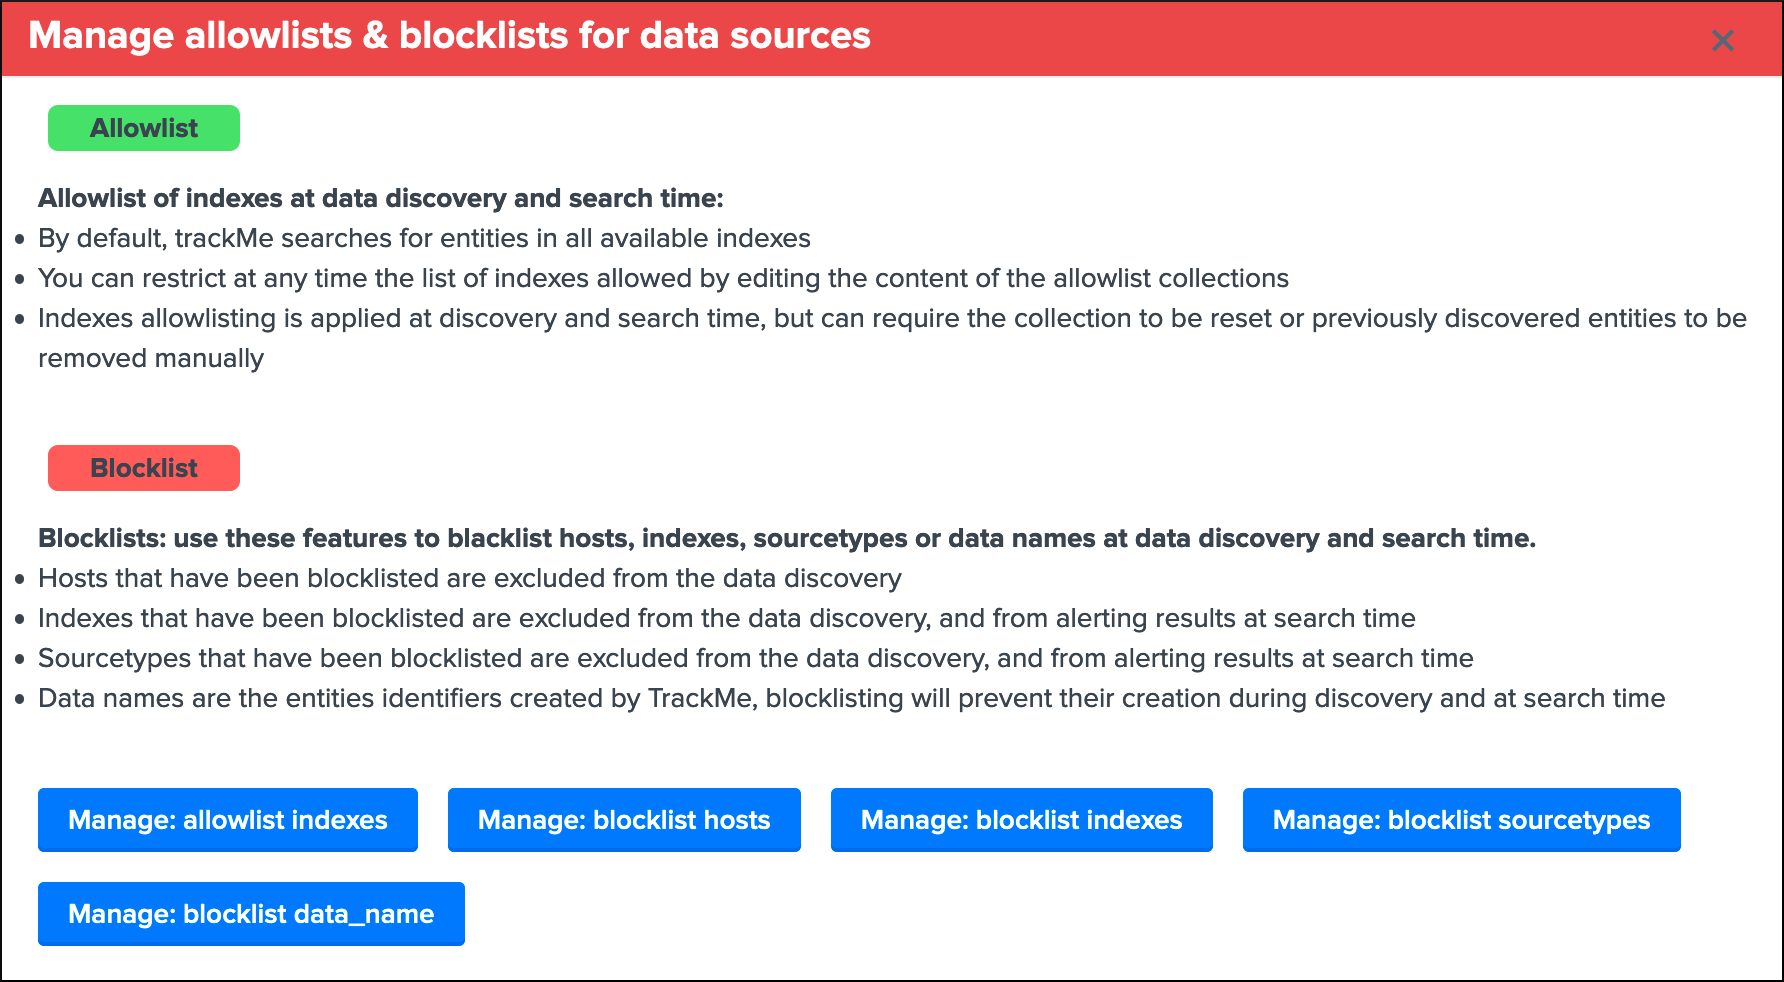 Manage allowlists & blocklists for data sources
Allowlist
Allowlist of indexes at data discovery and search time:
• By default, trackMe searches for entities in all available indexes
• You can restrict at any time the list of indexes allowed by editing the content of the allowlist collections
• Indexes allowlisting is applied at discovery and search time, but can require the collection to be reset or previously discovered entities to be
removed manually
Blocklist
Blocklists: use these features to blacklist hosts, indexes, sourcetypes or data names at data discovery and search time.
• Hosts that have been blocklisted are excluded from the data discovery
• Indexes that have been blocklisted are excluded from the data discovery, and from alerting results at search time
• Sourcetypes that have been blocklisted are excluded from the data discovery, and from alerting results at search time
• Data names are the entities identifiers created by TrackMe, blocklisting will prevent their creation during discovery and at search time
Manage: allowlist indexes
Manage: blocklist hosts
Manage: blocklist indexes
Manage: blocklist sourcetypes
Manage: blocklist data_name